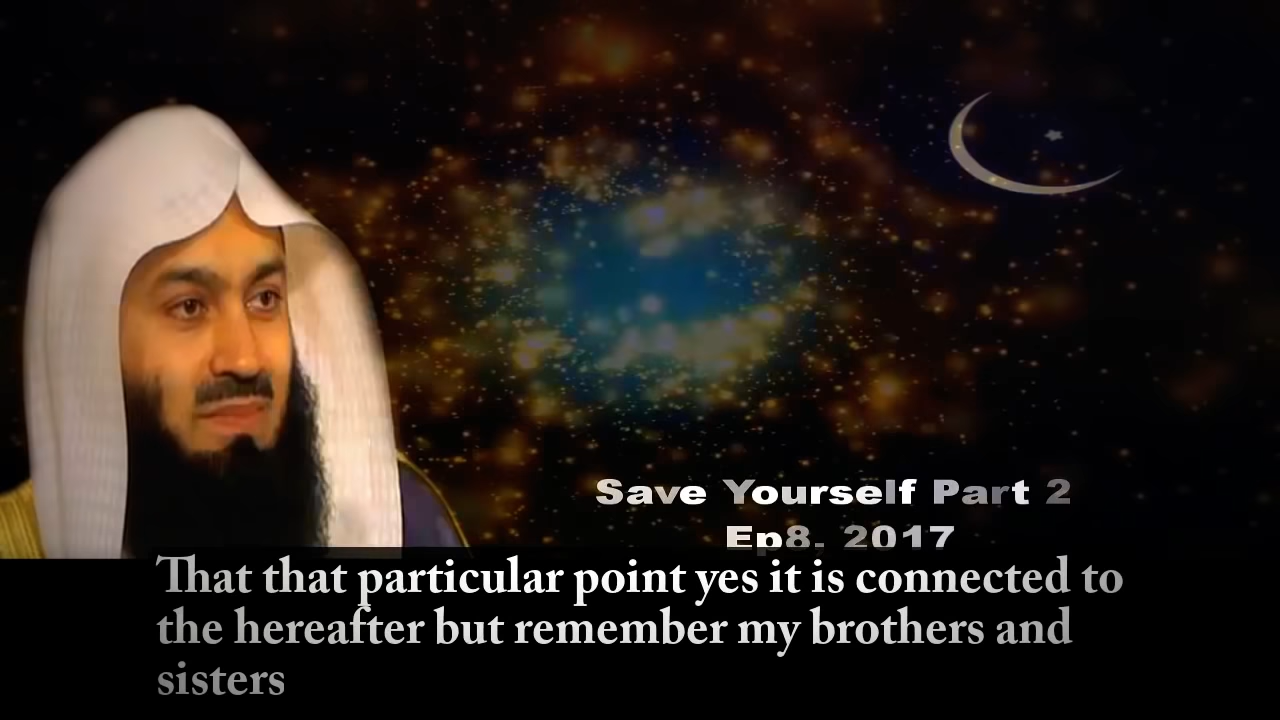 Save Yourself Part 2
Ep8, 2017
That that particular point yes it is connected to
the hereafter but remember my brothers and
sisters